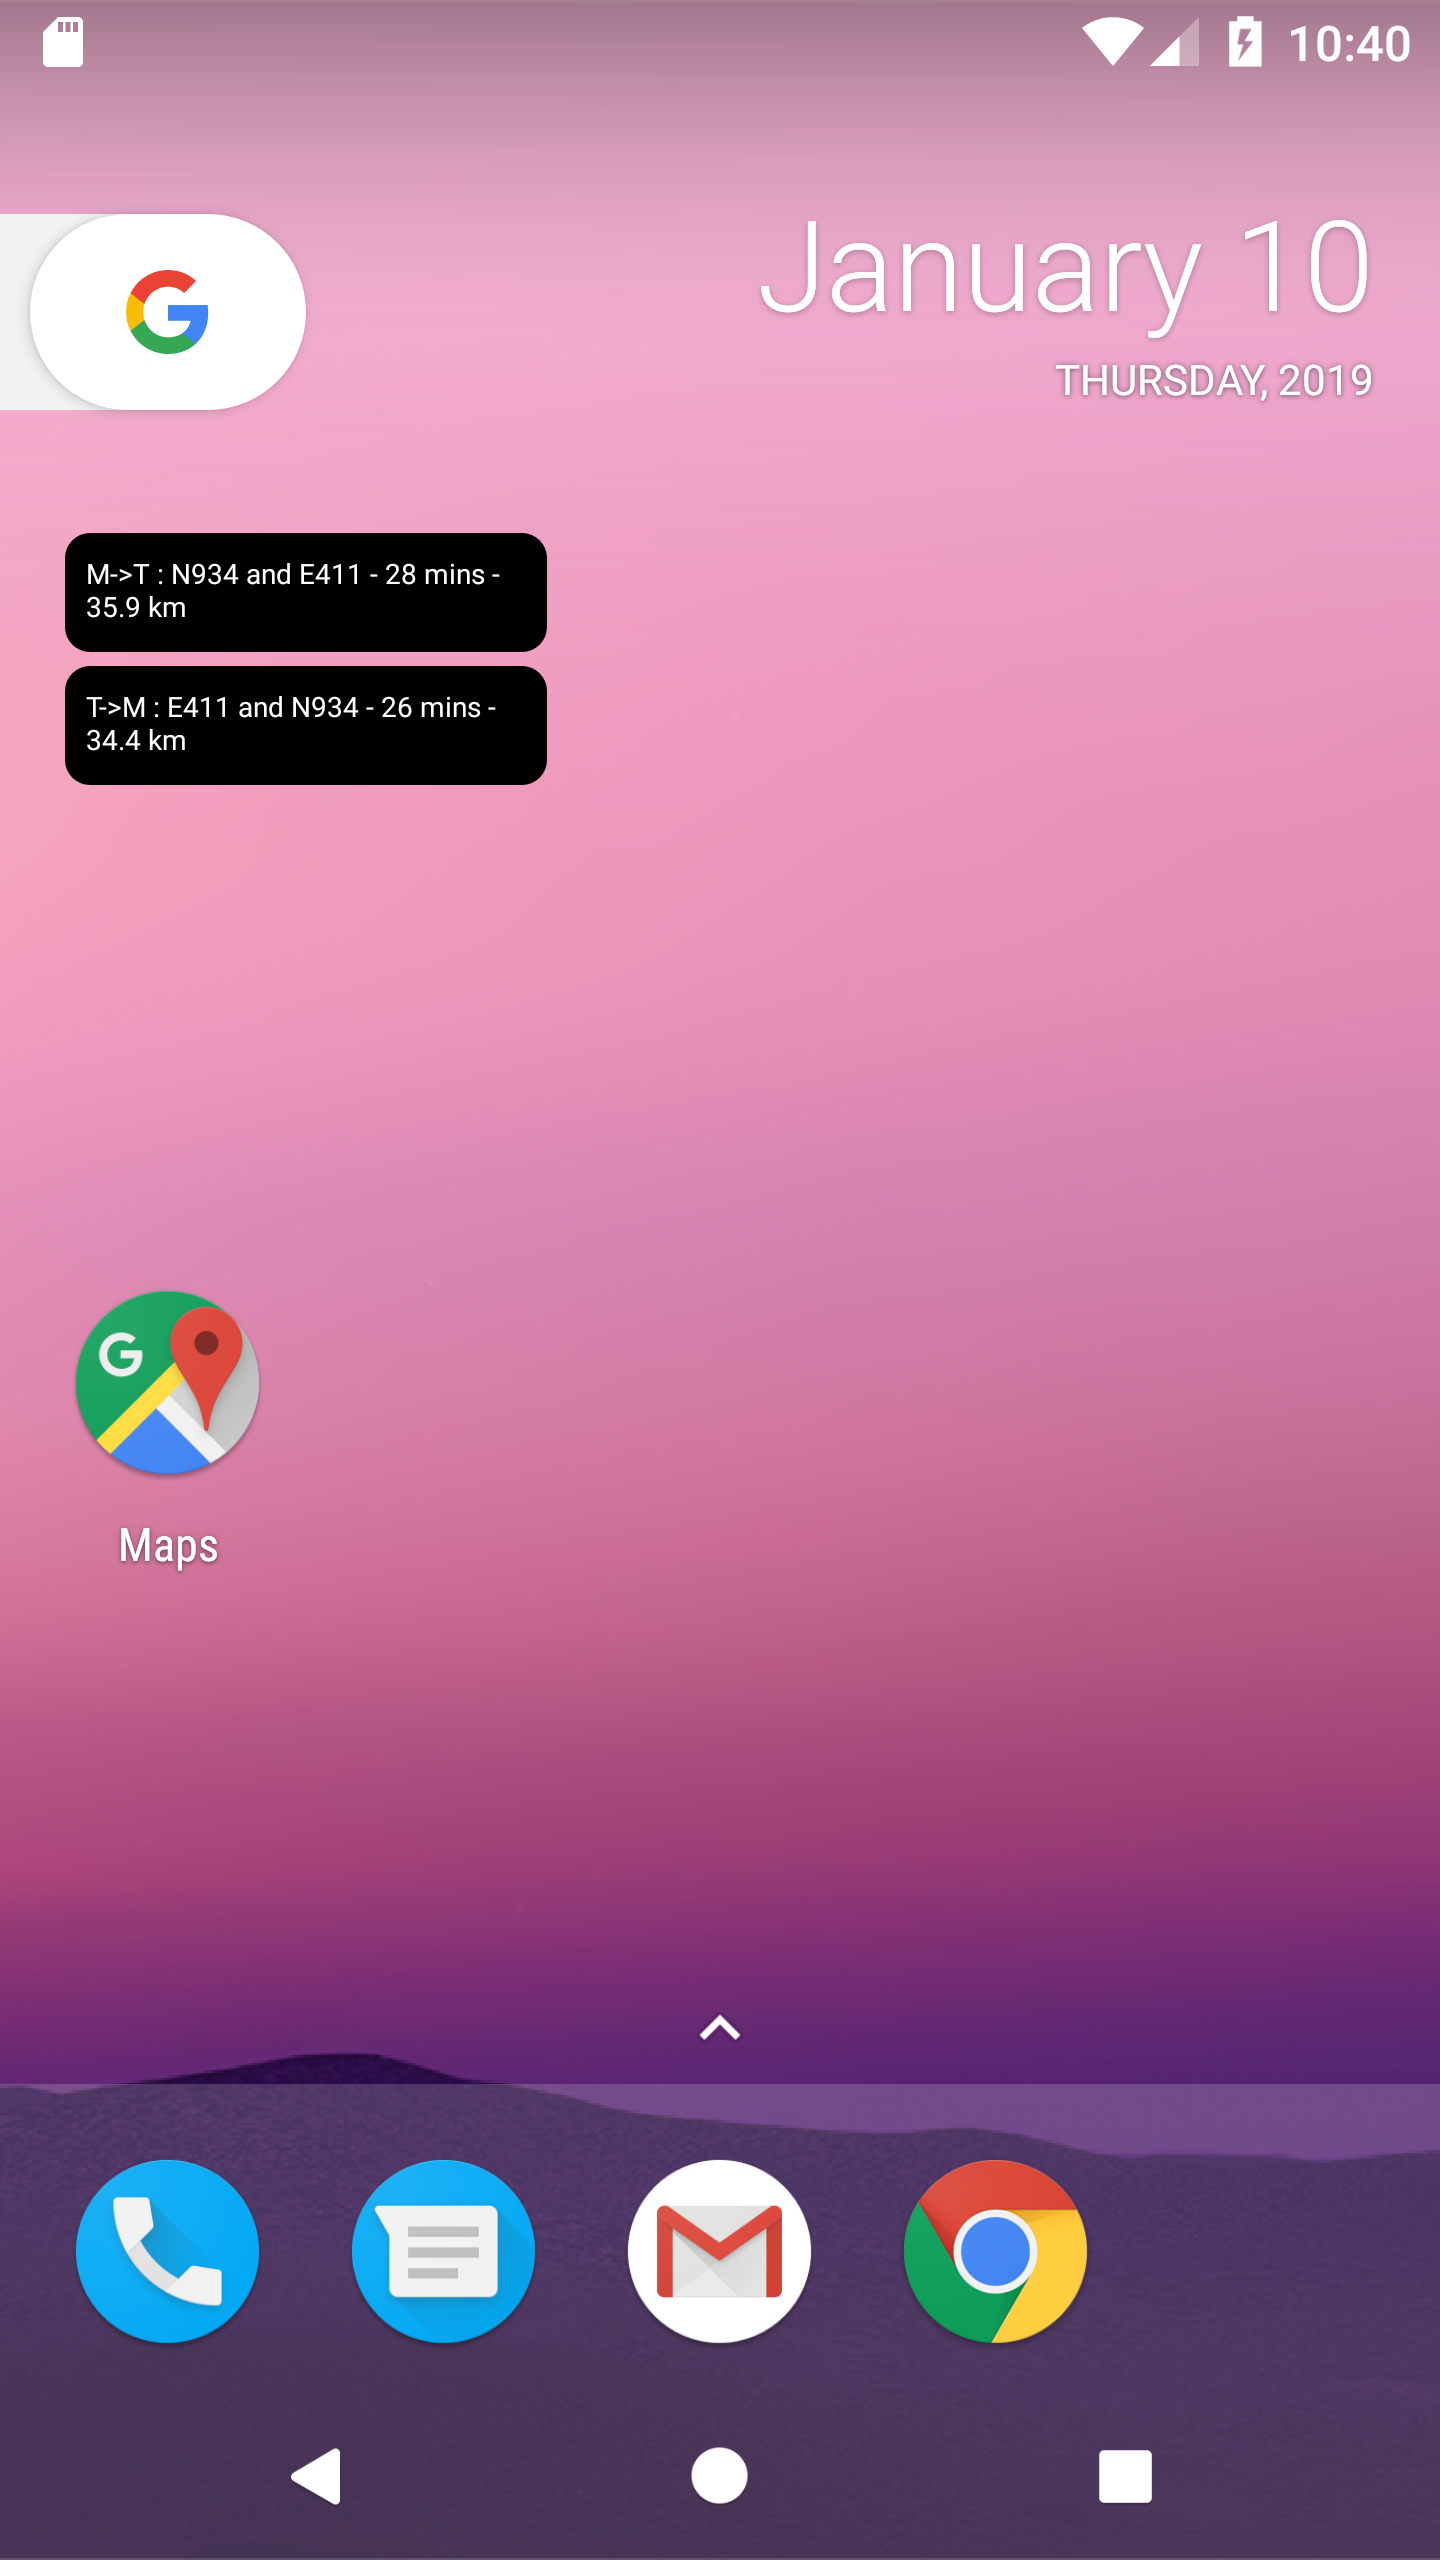 10:40
January 10
THURSDAY, 2019
M->T : N934 and E411 - 28 mins -
35.9 km
T->M : E411 and N934 - 26 mins -
34.4 km
Maps